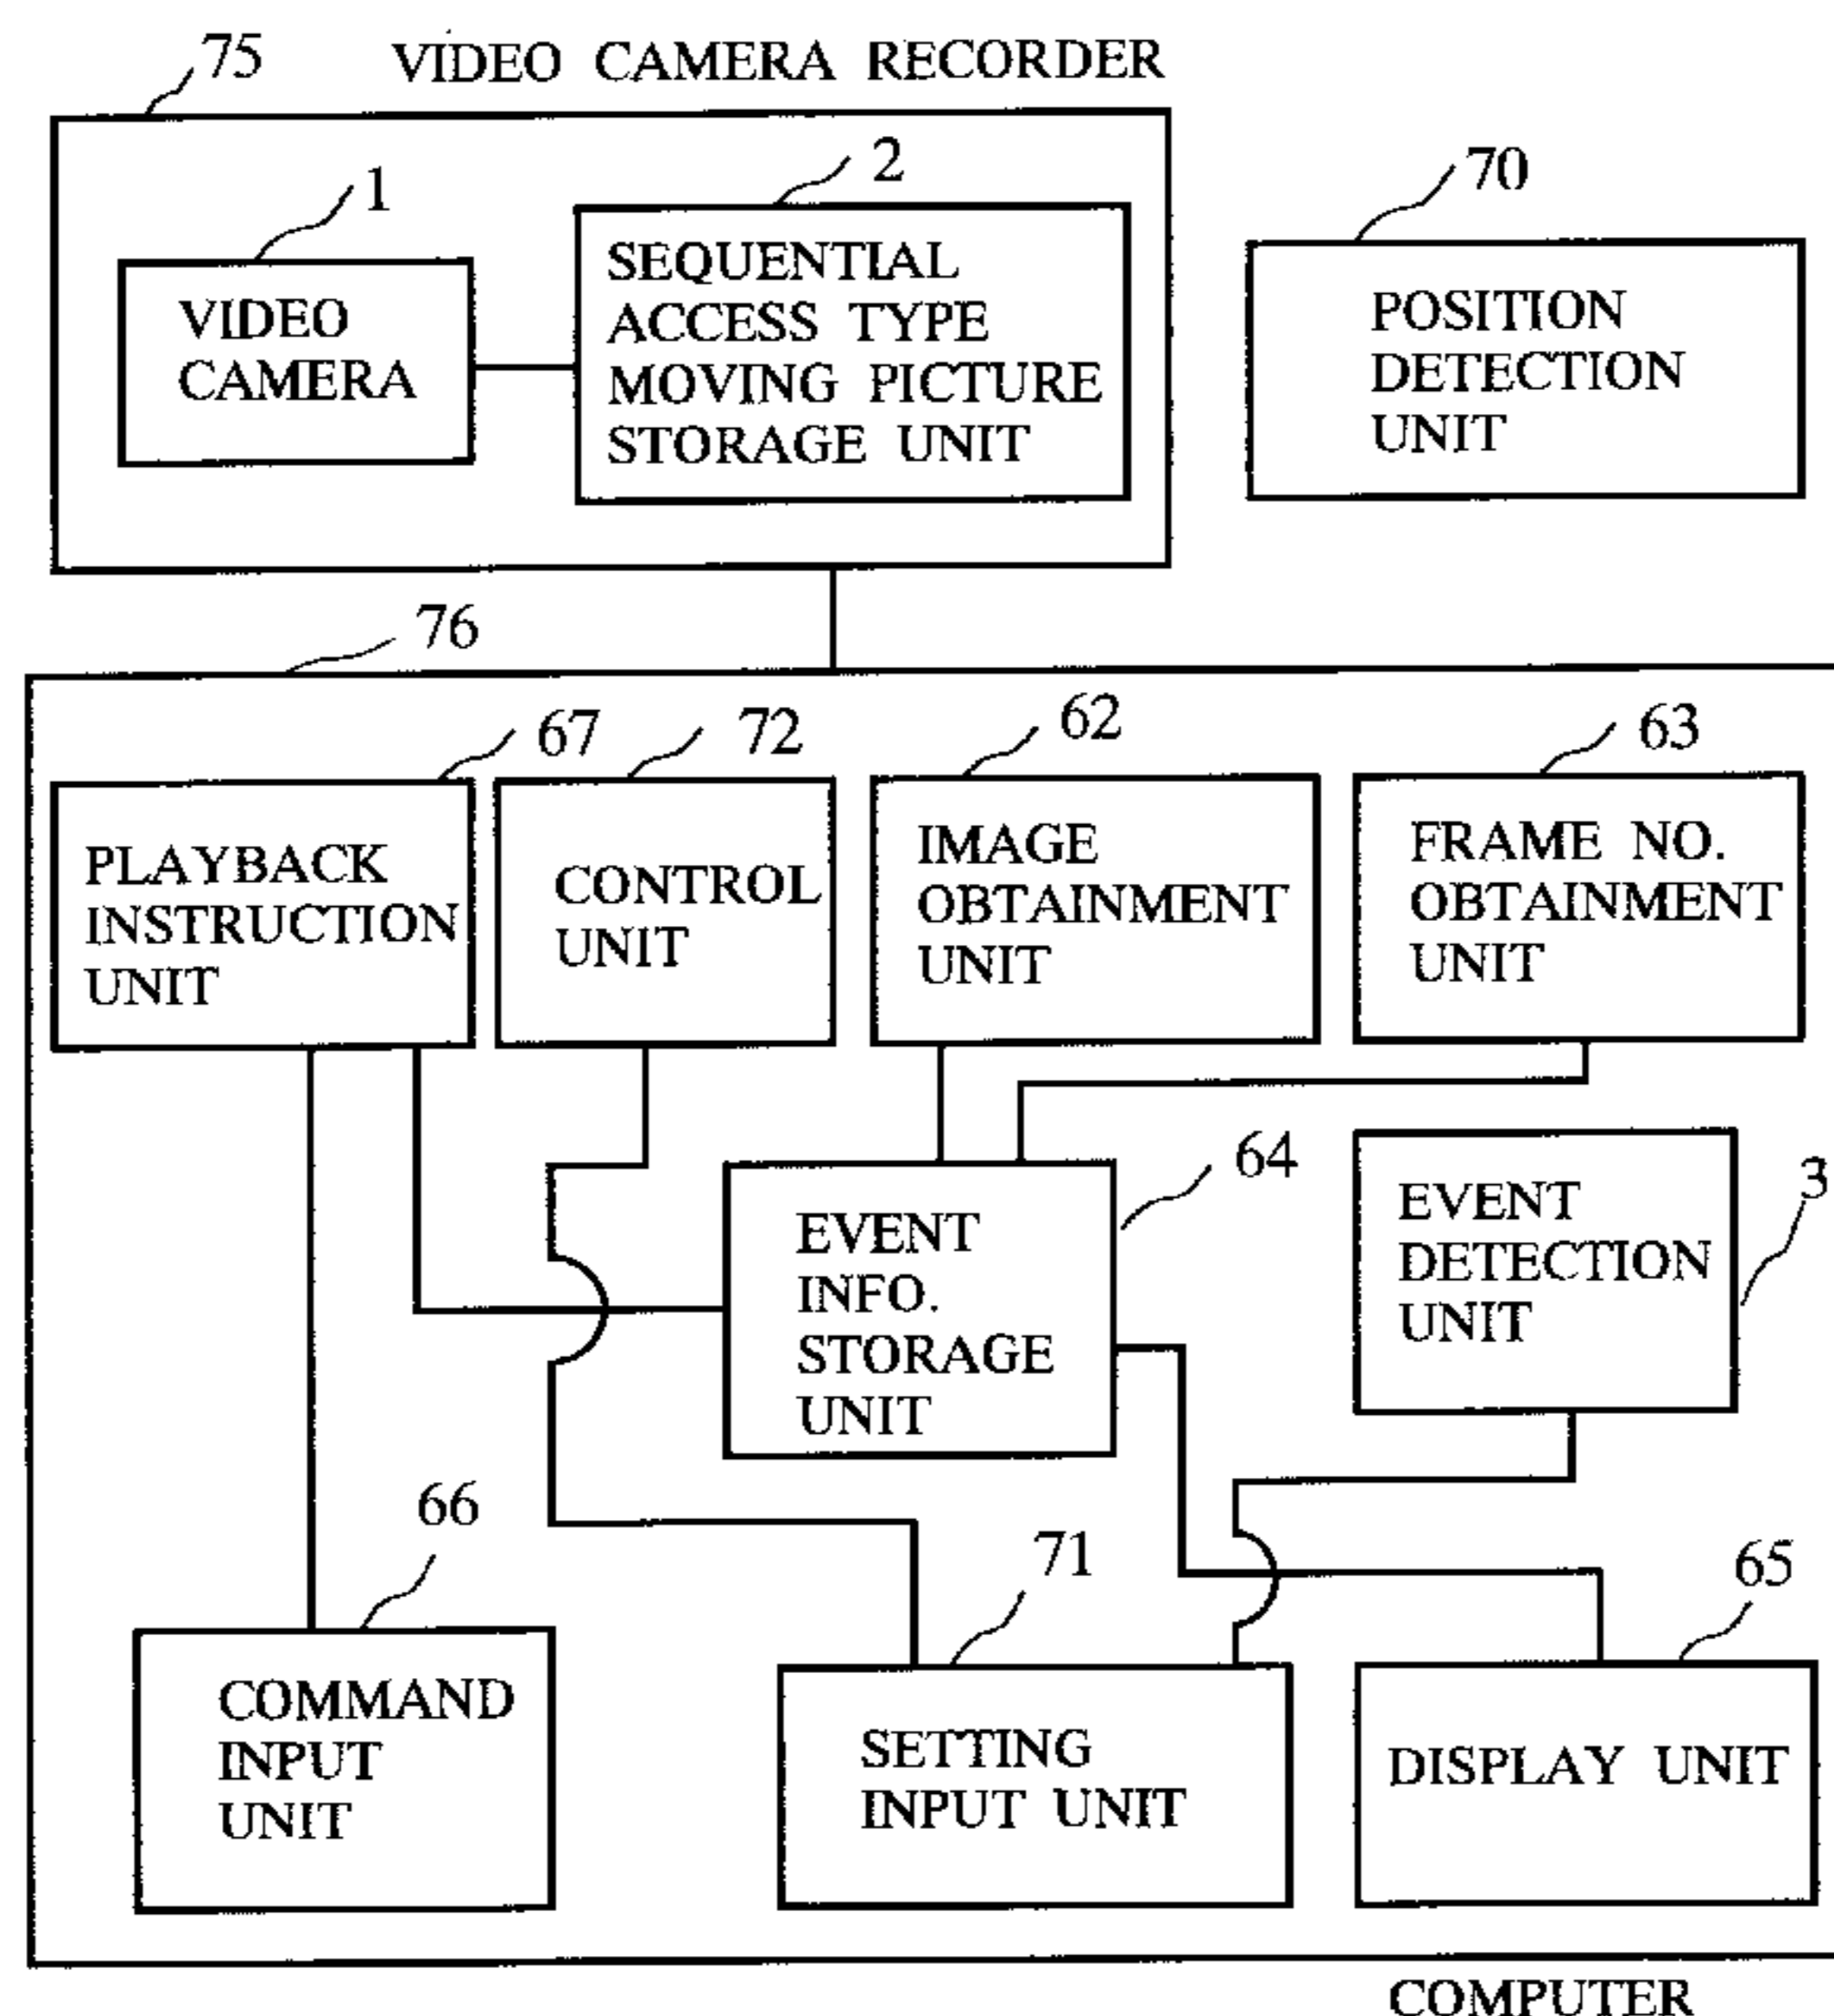 75
VIDEO CAMERA RECORDER
1
2
VIDEO
CAMERA
SEQUENTIAL
ACCESS TYPE
MOVING PICTURE
STORAGE UNIT
70
POSITION
DETECTION
UNIT
76
67
PLAYBACK
INSTRUCTION
UNIT
72
CONTROL
UNIT
62
IMAGE
OBTAINMENT
UNIT
63
FRAME NO.
OBTAINMENT
UNIT
64
EVENT
INFO.
STORAGE
UNIT
3
EVENT
DETECTION
UNIT
66
COMMAND
INPUT
UNIT
71
SETTING
INPUT UNIT
65
DISPLAY UNIT
COMPUTER